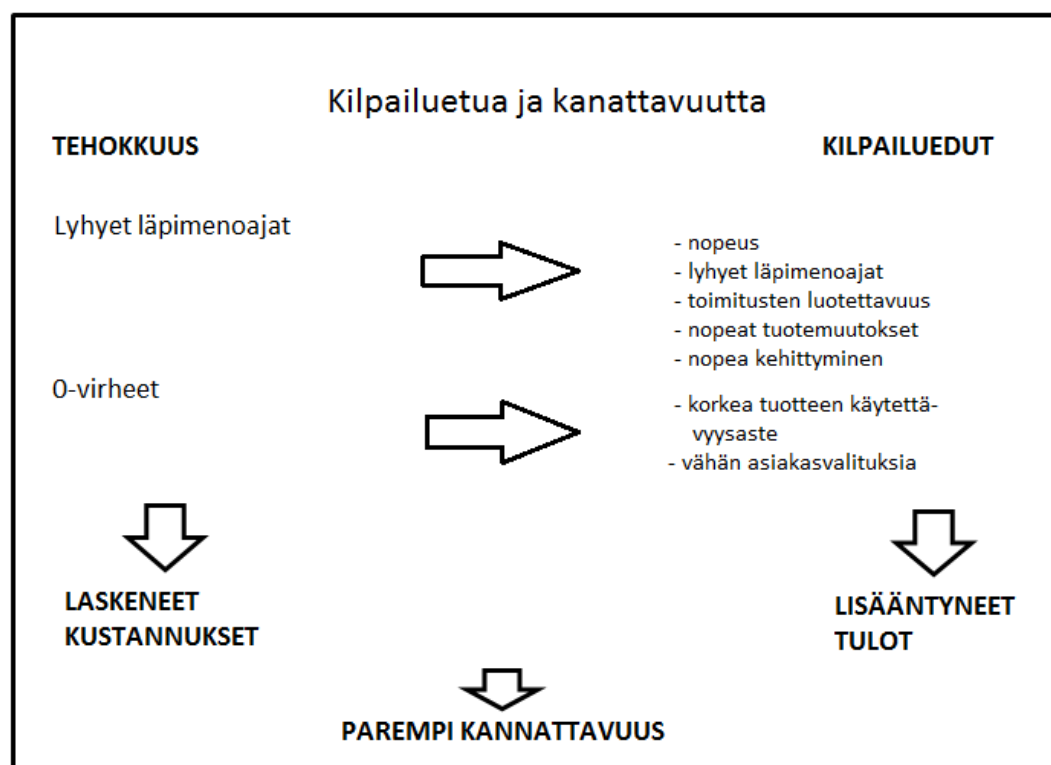 Kilpailuetua ja kanattavuutta
TEHOKKUUS
KILPAILUEDUT
Lyhyet läpimenoajat
- nopeus
- lyhyet läpimenoajat
- toimitusten luotettavuus
- nopeat tuotemuutokset
- nopea kehittyminen
0-virheet
- korkea tuotteen käytettä-
vyysaste
- vähän asiakasvalituksia
LASKENEET
KUSTANNUKSET
LISÄÄNTYNEET
TULOT
PAREMPI KANNATTAVUUS